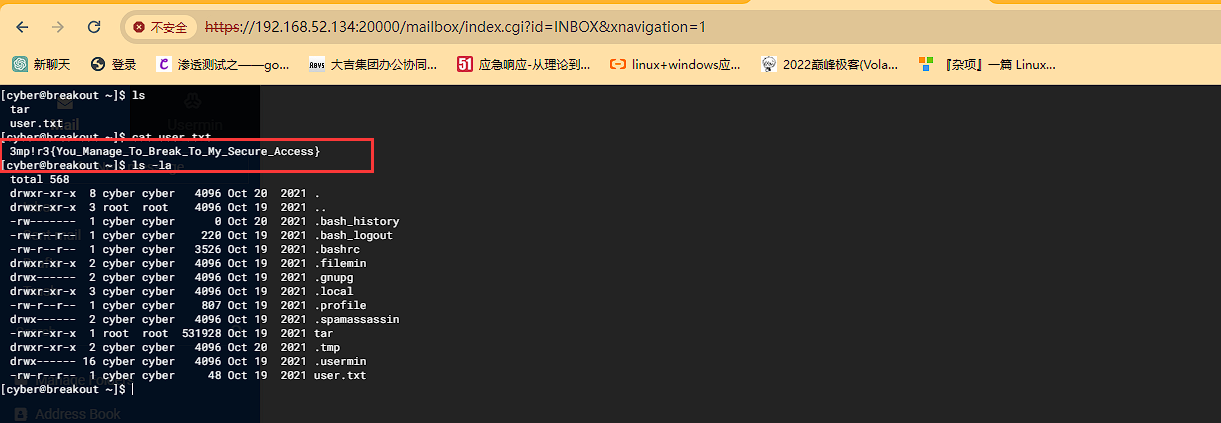 不安全 https://192.168.52.134:20000/mailbox/index.cgi?id=INBOX&xnavigation=1
新聊天 登录 渗透测试之——go... 大吉集团办公协同... 应急响应-从理论到... linux+windows应... 2022巅峰极客(Vola... 『杂项』一篇 Linux...
[cyber@breakout ~]$ ls
tar
user.txt
[cyber@breakout ~]$ cat user.txt
3mp!r3{You_Manage_To_Break_To_My_Secure_Access}
[cyber@breakout ~]$ ls -la
total 568
drwxr-xr-x 8 cyber cyber 4096 Oct 20 2021 .
drwxr-xr-x 3 root root 4096 Oct 19 2021 ..
-rw------- 1 cyber cyber 0 Oct 20 2021 .bash_history
-rw-r--r-- 1 cyber cyber 220 Oct 19 2021 .bash_logout
-rw-r--r-- 1 cyber cyber 3526 Oct 19 2021 .bashrc
drwxr-xr-x 2 cyber cyber 4096 Oct 19 2021 .filemin
drwx------ 2 cyber cyber 4096 Oct 19 2021 .gnupg
drwxr-xr-x 3 cyber cyber 4096 Oct 19 2021 .local
-rw-r--r-- 1 cyber cyber 807 Oct 19 2021 .profile
drwx------ 2 cyber cyber 4096 Oct 19 2021 .spamassassin
-rwxr-xr-x 1 root root 531928 Oct 19 2021 tar
drwxr-xr-x 2 cyber cyber 4096 Oct 20 2021 .tmp
drwx------ 16 cyber cyber 4096 Oct 19 2021 .usermin
-rw-r--r-- 1 cyber cyber 48 Oct 19 2021 user.txt
[cyber@breakout ~]$
Address Book